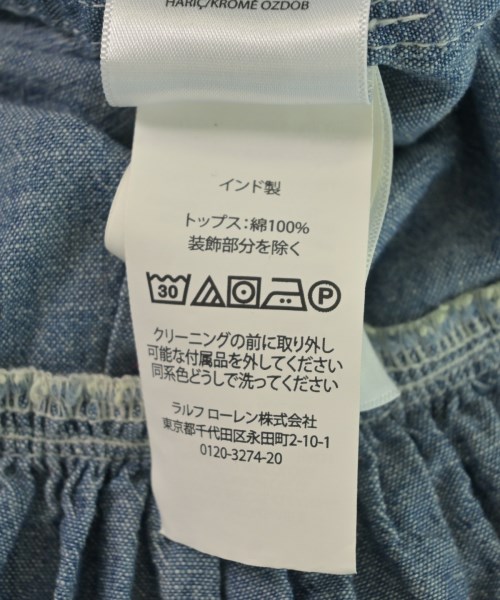 HARİÇ/KROME OZDOB
インド製
トップス:綿100%
装飾部分を除く
30 P
クリーニングの前に取り外し
可能な付属品を外してください
同系色どうしで洗ってください
ラルフ ローレン株式会社
東京都千代田区永田町2-10-1
0120-3274-20